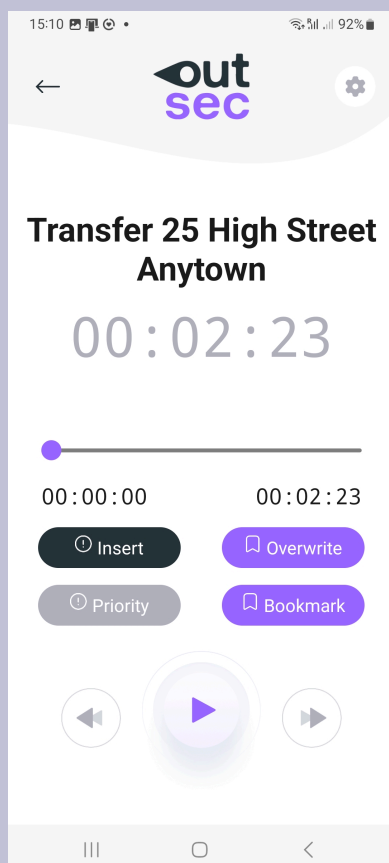 15:10 92%
out
sec
Transfer 25 High Street
Anytown
00:02:23
00:00:00 00:02:23
Insert Overwrite
Priority Bookmark